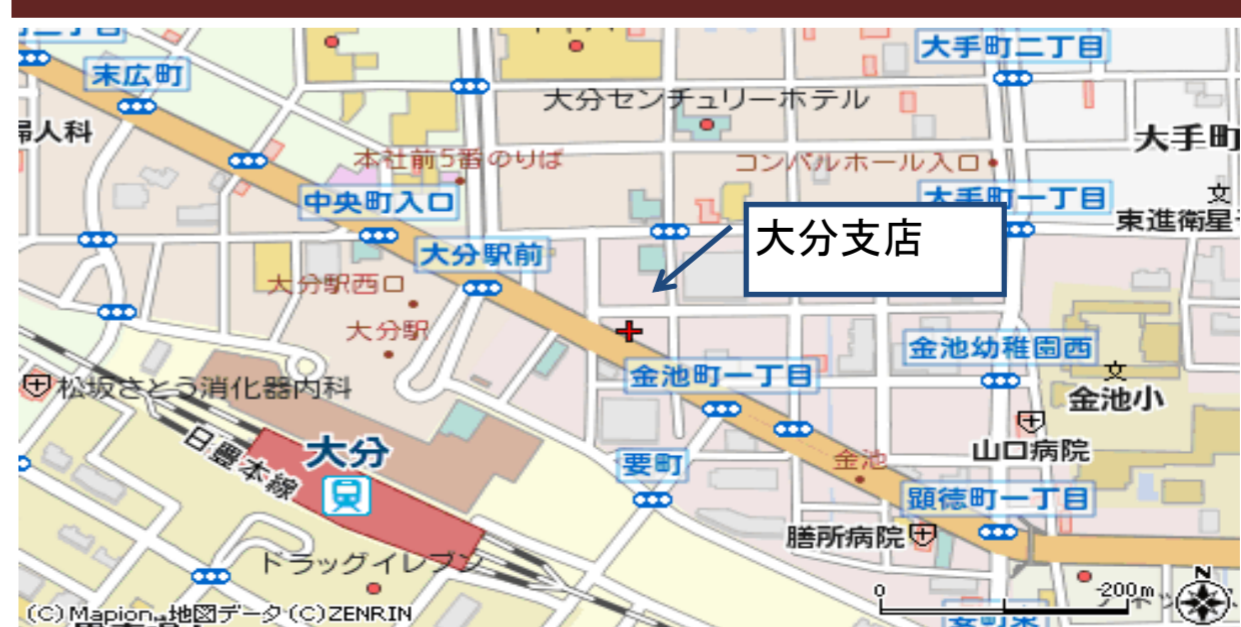 大手町二丁目
末広町
大分センチュリーホテル
婦人科
大手町
本社前5番のりば
コンパルホール入口
文
中央町入口
大手町一丁目
東進衛星
大分支店
大分駅前
大分駅西口
大分駅
金池幼稚園西
文
松坂さとう消化器内科
金池町一丁目
金池小
日豊本線
大分
山口病院
要町
金池
顕徳町一丁目
膳所病院
ドラッグイレブン
0
200m
N
(C) Mapion,地図データ(C)ZENRIN